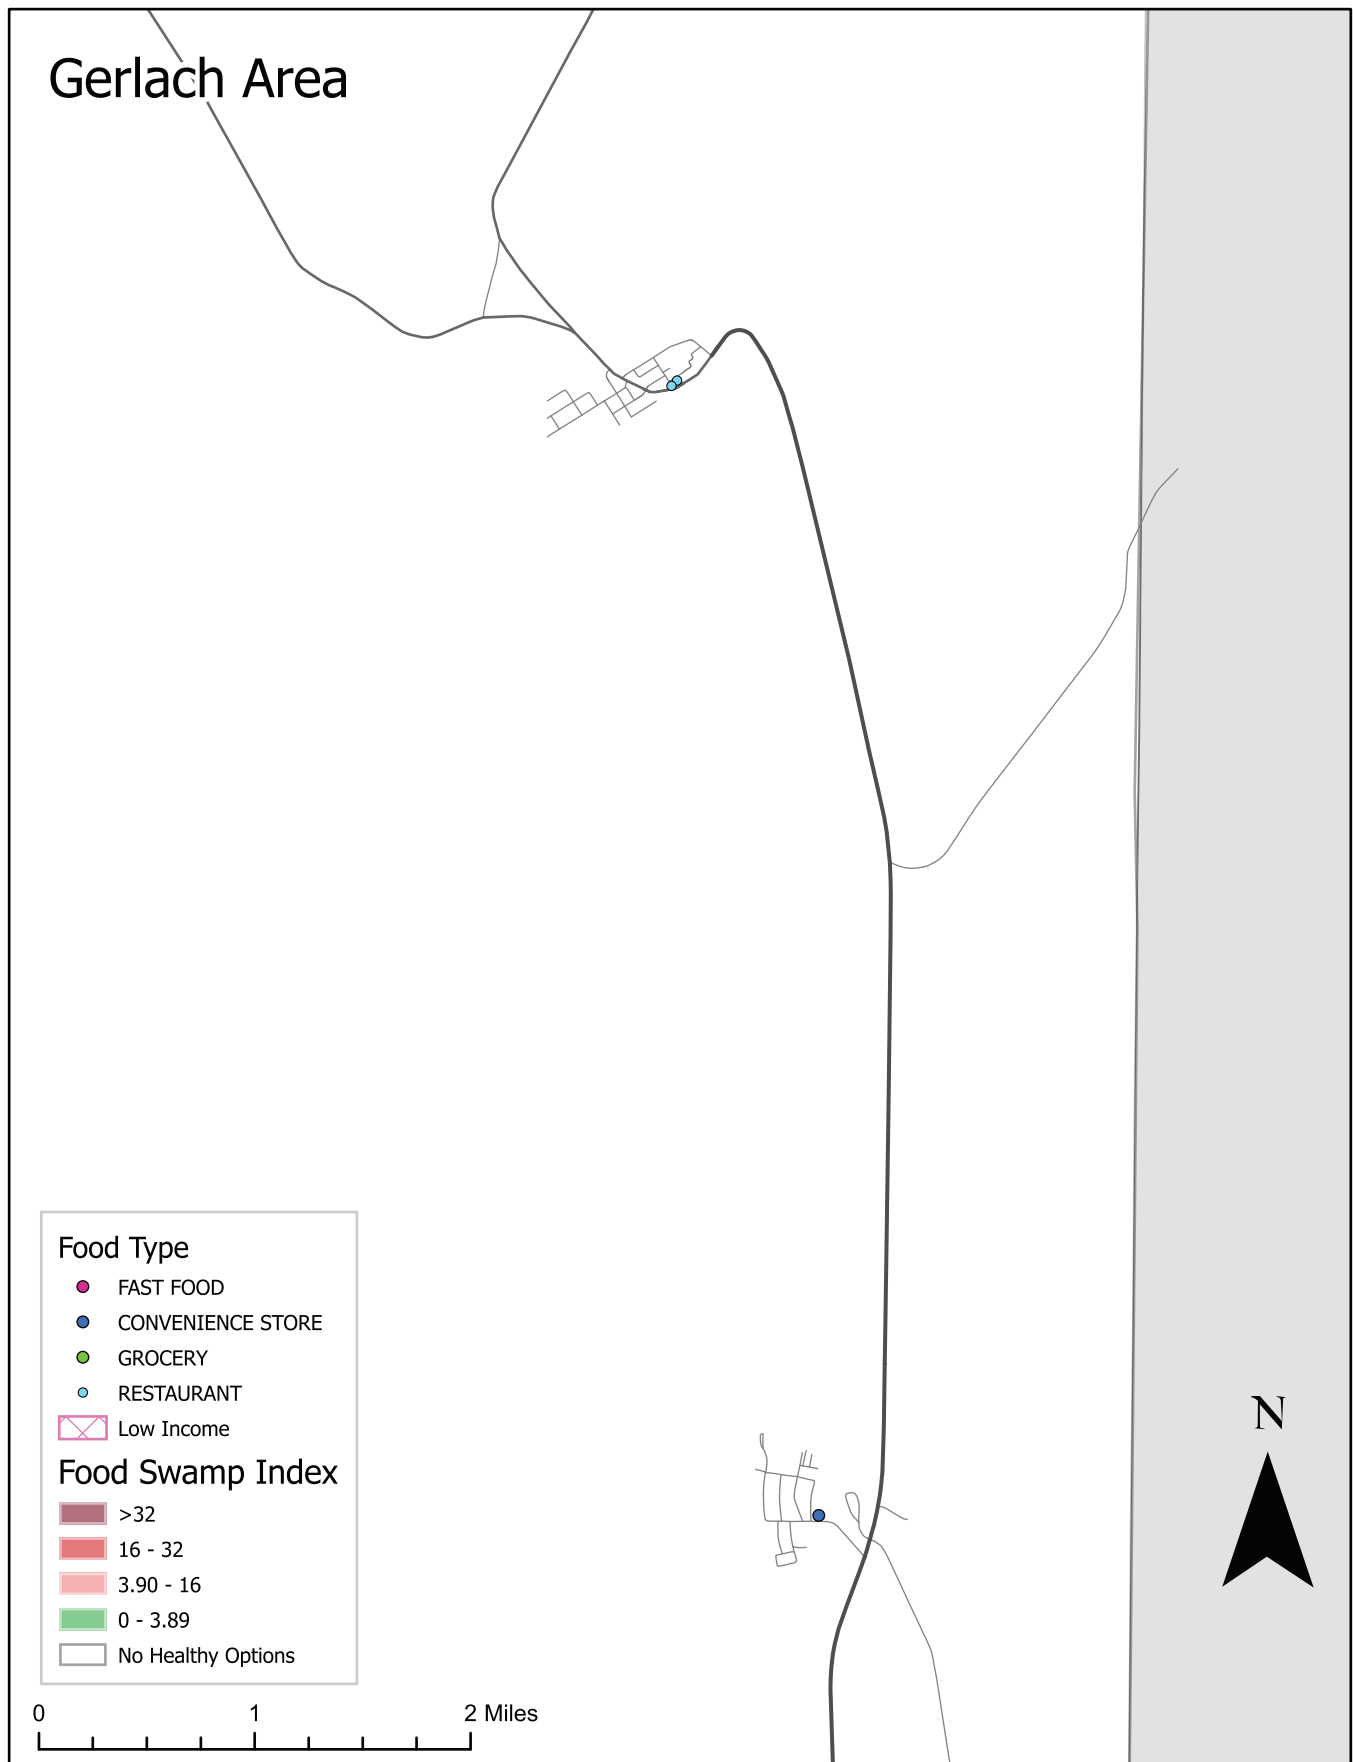 Gerlach Area
Food Type
FAST FOOD
CONVENIENCE STORE
GROCERY
RESTAURANT
Low Income
Food Swamp Index
>32
16 - 32
3.90 - 16
0 - 3.89
No Healthy Options
0 1 2 Miles
N